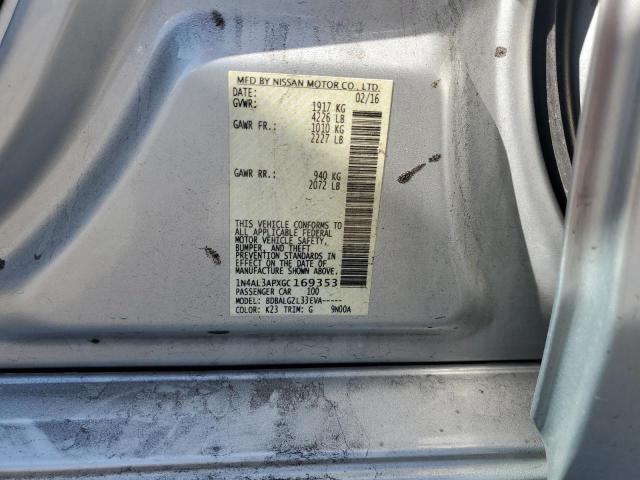 MFD BY NISSAN MOTOR CO., LTD.
DATE: 02/16
GVWR: 1917 KG
4226 LB
GAWR FR.: 1010 KG
2227 LB
GAWR RR.: 940 KG
2072 LB
THIS VEHICLE CONFORMS TO
ALL APPLICABLE FEDERAL
MOTOR VEHICLE SAFETY,
BUMPER, AND THEFT
PREVENTION STANDARDS IN
EFFECT ON THE DATE OF
MANUFACTURE SHOWN ABOVE.
1N4AL3APXGC169353
PASSENGER CAR 100
MODEL: BDBALGZL33EVA-----
COLOR: K23 TRIM: G 9N00A